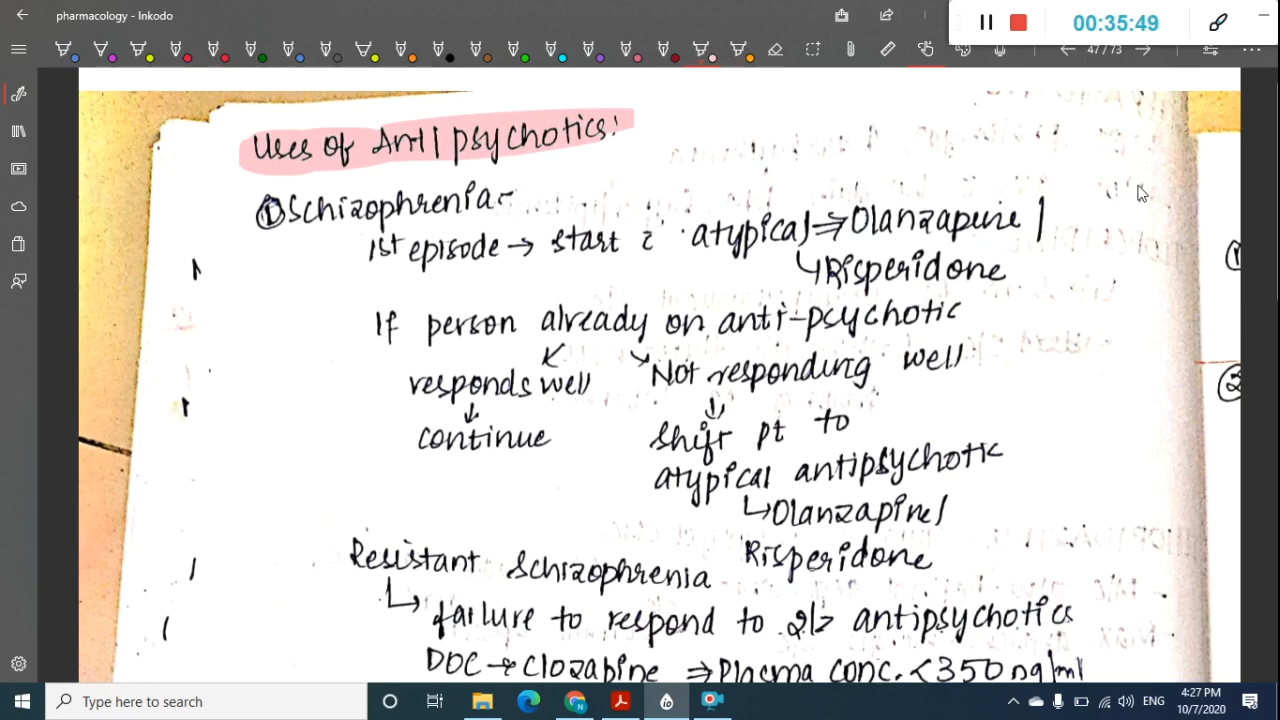 pharmacology - Inkodo
00:35:49
47 / 73
Uses of Antipsychotics:
① Schizophrenia -
1st episode → start c̄ atypical ⇒ Olanzapine /
↳ Risperidone
If person already on anti-psychotic
responds well
↓
continue
Not responding well
↓
Shift pt to
atypical antipsychotic
↳ Olanzapine /
Risperidone
Resistant Schizophrenia
↳ failure to respond to 2/> antipsychotics
DOC → Clozapine ⇒ Plasma conc. < 350 ng/ml
Type here to search
ENG
4:27 PM
10/7/2020